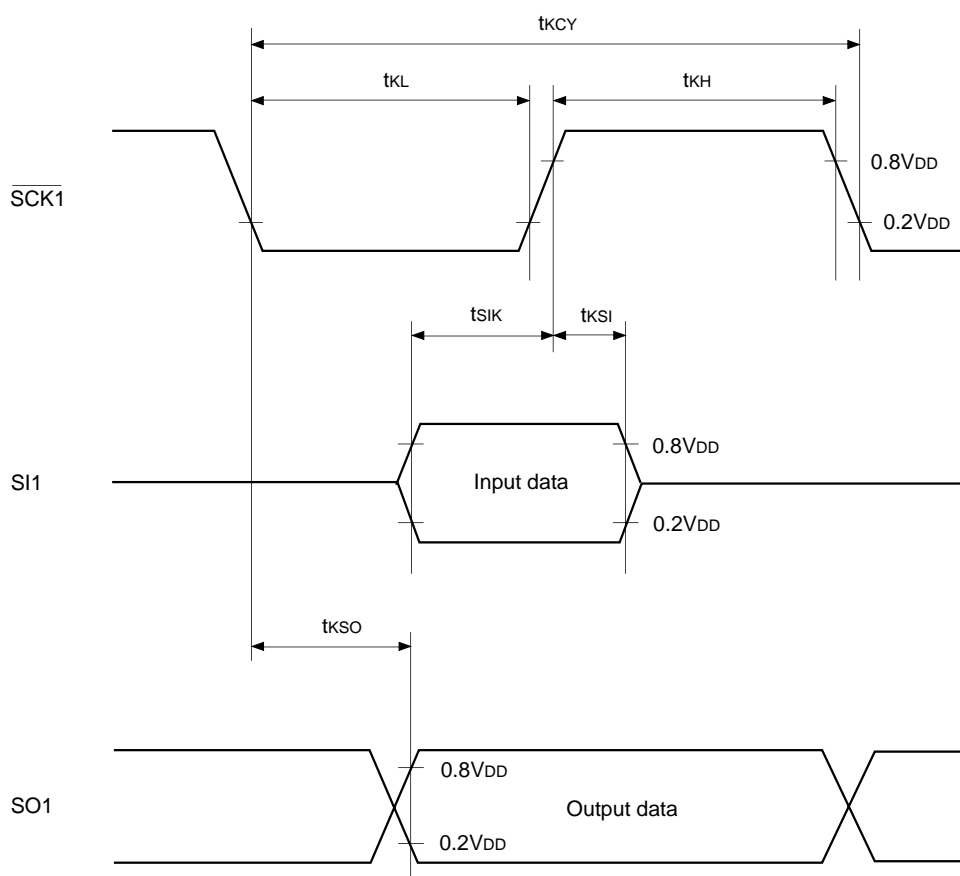 tKCY
tKL
tKH
SCK1
0.8VDD
0.2VDD
tSIK
tKSI
SI1
Input data
0.8VDD
0.2VDD
tKSO
SO1
0.8VDD
Output data
0.2VDD